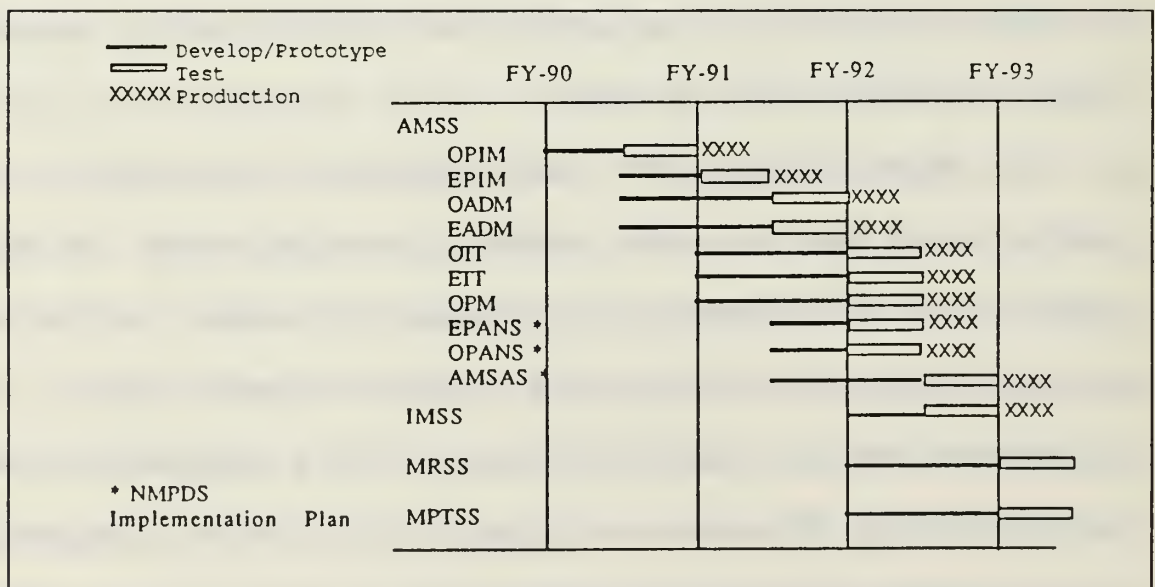 Develop/Prototype
Test
XXXXX Production
FY-90 FY-91 FY-92 FY-93
AMSS
OPIM XXXX
EPIM XXXX
OADM XXXX
EADM XXXX
OTT XXXX
ETT XXXX
OPM XXXX
EPANS * XXXX
OPANS * XXXX
AMSAS * XXXX
IMSS XXXX
MRSS
* NMPDS
Implementation Plan MPTSS